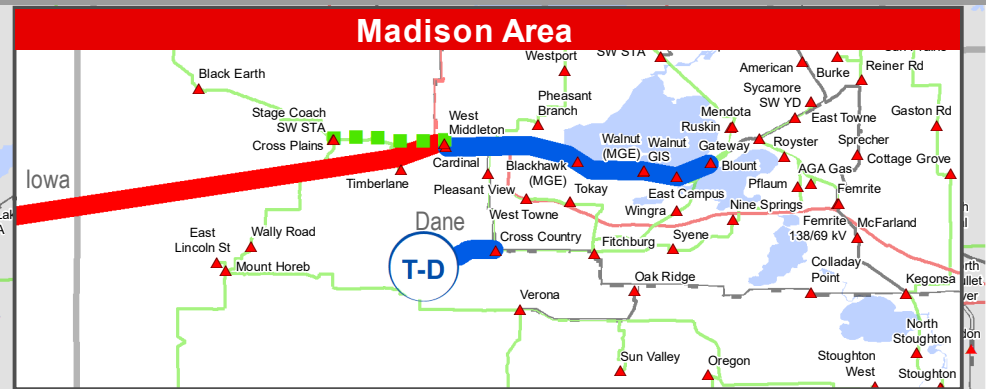 Madison Area
Westport
SW STA
American
Burke
Reiner Rd
Black Earth
Sycamore
SW YD
Pheasant
Branch
Stage Coach
SW STA
West
Middleton
Mendota
East Towne
Gaston Rd
Cross Plains
Walnut
(MGE)
Walnut
GIS
Ruskin
Gateway
Royster
Sprecher
Iowa
Cardinal
Blackhawk
(MGE)
Blount
AGA Gas
Cottage Grove
Timberlane
Pleasant View
Tokay
East Campus
Pflaum
Femrite
Dane
West Towne
Wingra
Nine Springs
Femrite
138/69 kV
McFarland
East
Lincoln St
Wally Road
Cross Country
Fitchburg
Syene
T-D
Mount Horeb
Oak Ridge
Colladay
Point
Kegonsa
Verona
North
Stoughton
Sun Valley
Oregon
Stoughton
West
Stoughton